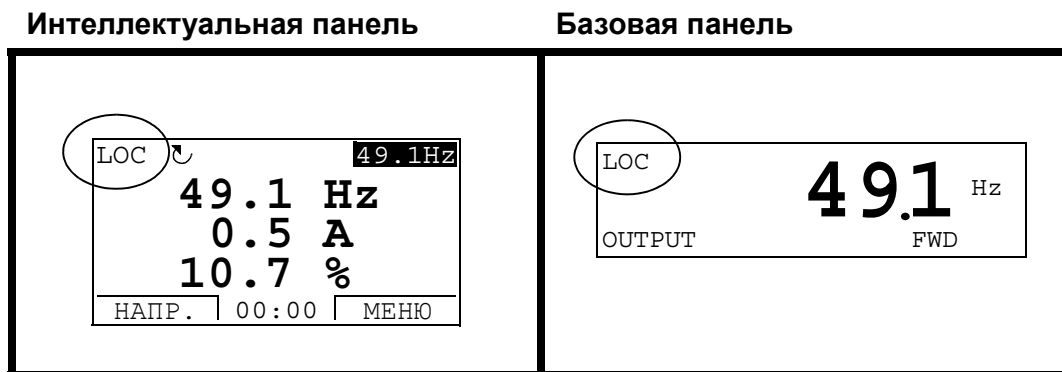 Интеллектуальная панель
Базовая панель
LOC 49.1Hz
49.1 Hz
0.5 A
10.7 %
НАПР. 00:00 МЕНЮ
LOC
49.1 Hz
OUTPUT FWD